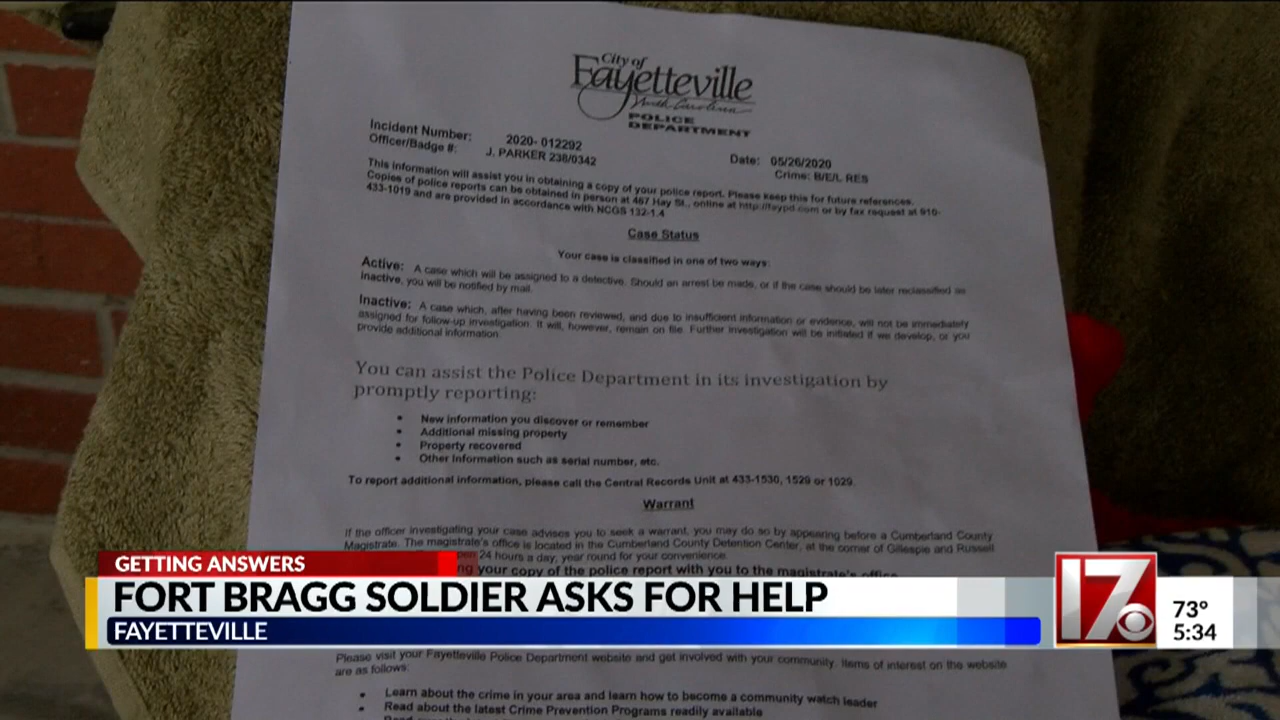 City of
Fayetteville
North Carolina
POLICE
DEPARTMENT
Incident Number: 2020- 012292
Officer/Badge #: J. PARKER 238/0342
Date: 05/26/2020
Crime: B/E/L RES
This information will assist you in obtaining a copy of your police report. Please keep this for future references.
Copies of police reports can be obtained in person at 467 Hay St., online at http://faypd.com or by fax request at 910-
433-1019 and are provided in accordance with NCGS 132-1.4
Case Status
Your case is classified in one of two ways:
Active: A case which will be assigned to a detective. Should an arrest be made, or if the case should be later reclassified as
inactive, you will be notified by mail.
Inactive: A case which, after having been reviewed, and due to insufficient information or evidence, will not be immediately
assigned for follow-up investigation. It will, however, remain on file. Further investigation will be initiated if we develop, or you
provide additional information.
You can assist the Police Department in its investigation by
promptly reporting:
• New information you discover or remember
• Additional missing property
• Property recovered
• Other Information such as serial number, etc.
To report additional information, please call the Central Records Unit at 433-1530, 1529 or 1029.
Warrant
If the officer investigating your case advises you to seek a warrant, you may do so by appearing before a Cumberland County
Magistrate. The magistrate's office is located in the Cumberland County Detention Center, at the corner of Gillespie and Russell
24 hours a day, year round for your convenience.
your copy of the police report with you to the magistrate's office
GETTING ANSWERS
FORT BRAGG SOLDIER ASKS FOR HELP
FAYETTEVILLE
17
73°
5:34
Please visit your Fayetteville Police Department website and get involved with your community. Items of interest on the website
are as follows:
• Learn about the crime in your area and learn how to become a community watch leader
• Read about the latest Crime Prevention Programs readily available